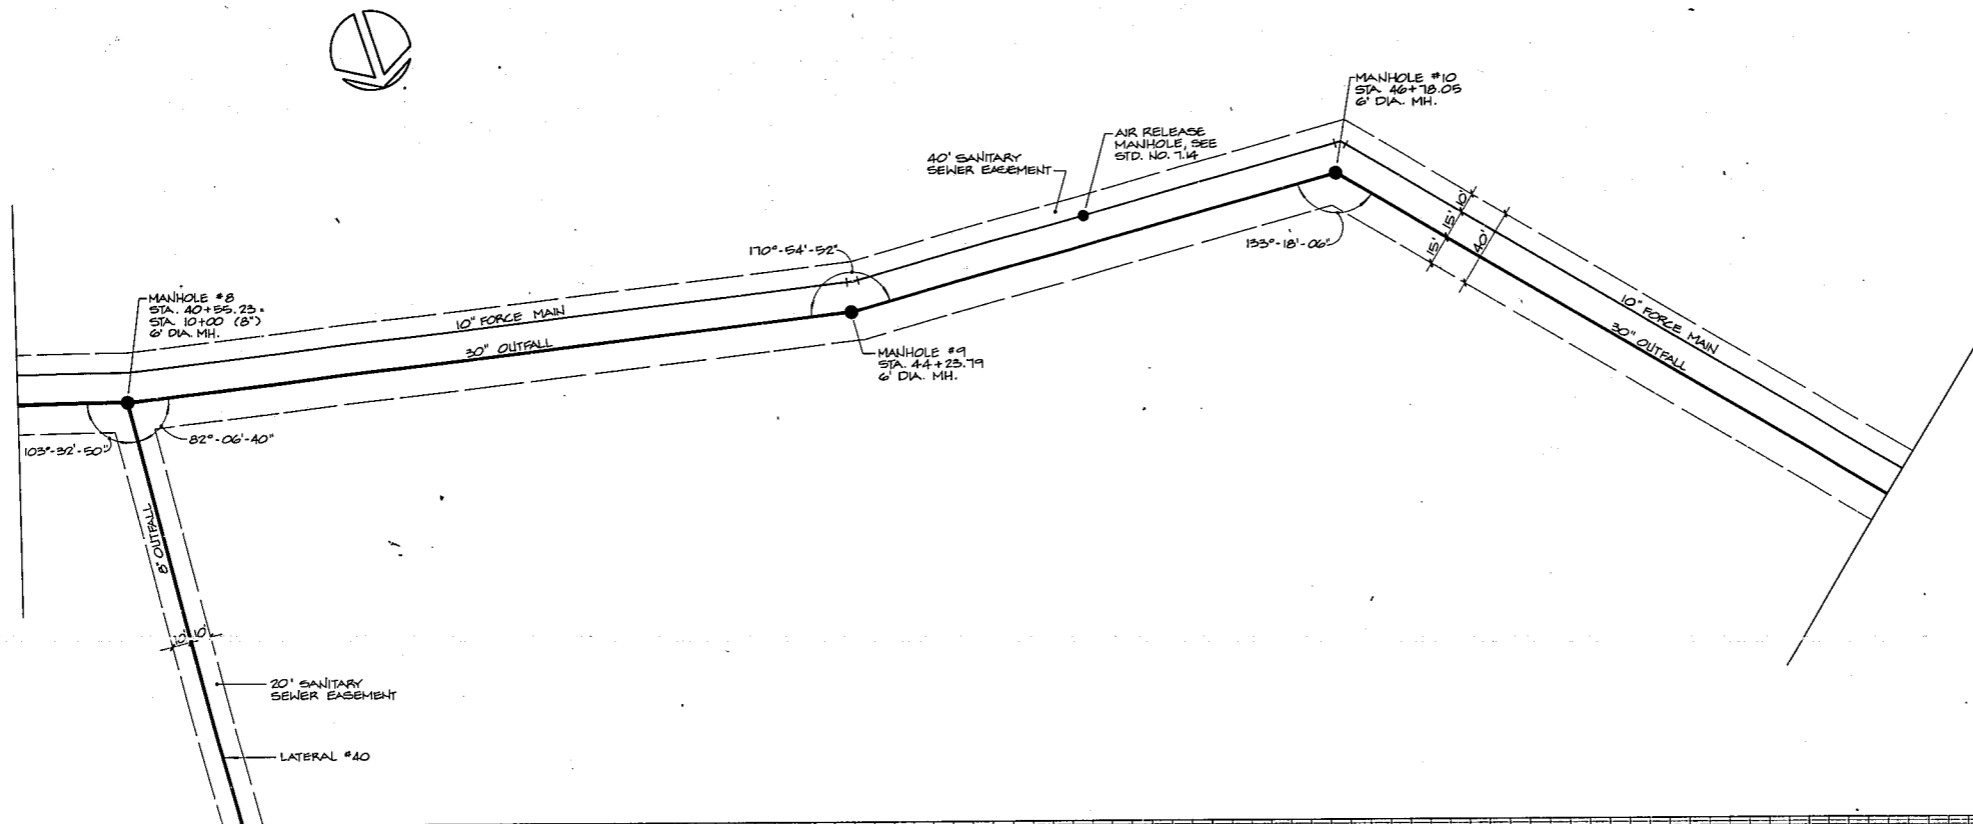 MANHOLE #10
STA. 46+78.05
6' DIA. MH.
AIR RELEASE
MANHOLE, SEE
STD. NO. 7.14
40' SANITARY
SEWER EASEMENT
10'
15'
15'
40'
133°-18'-06"
170°-54'-52"
MANHOLE #8
STA. 40+55.23
STA. 10+00 (8")
6' DIA. MH.
10" FORCE MAIN
30" OUTFALL
10" FORCE MAIN
30" OUTFALL
MANHOLE #9
STA. 44+23.79
6' DIA. MH.
103°-32'-50"
82°-06'-40"
8" OUTFALL
10' 10'
20' SANITARY
SEWER EASEMENT
LATERAL #40